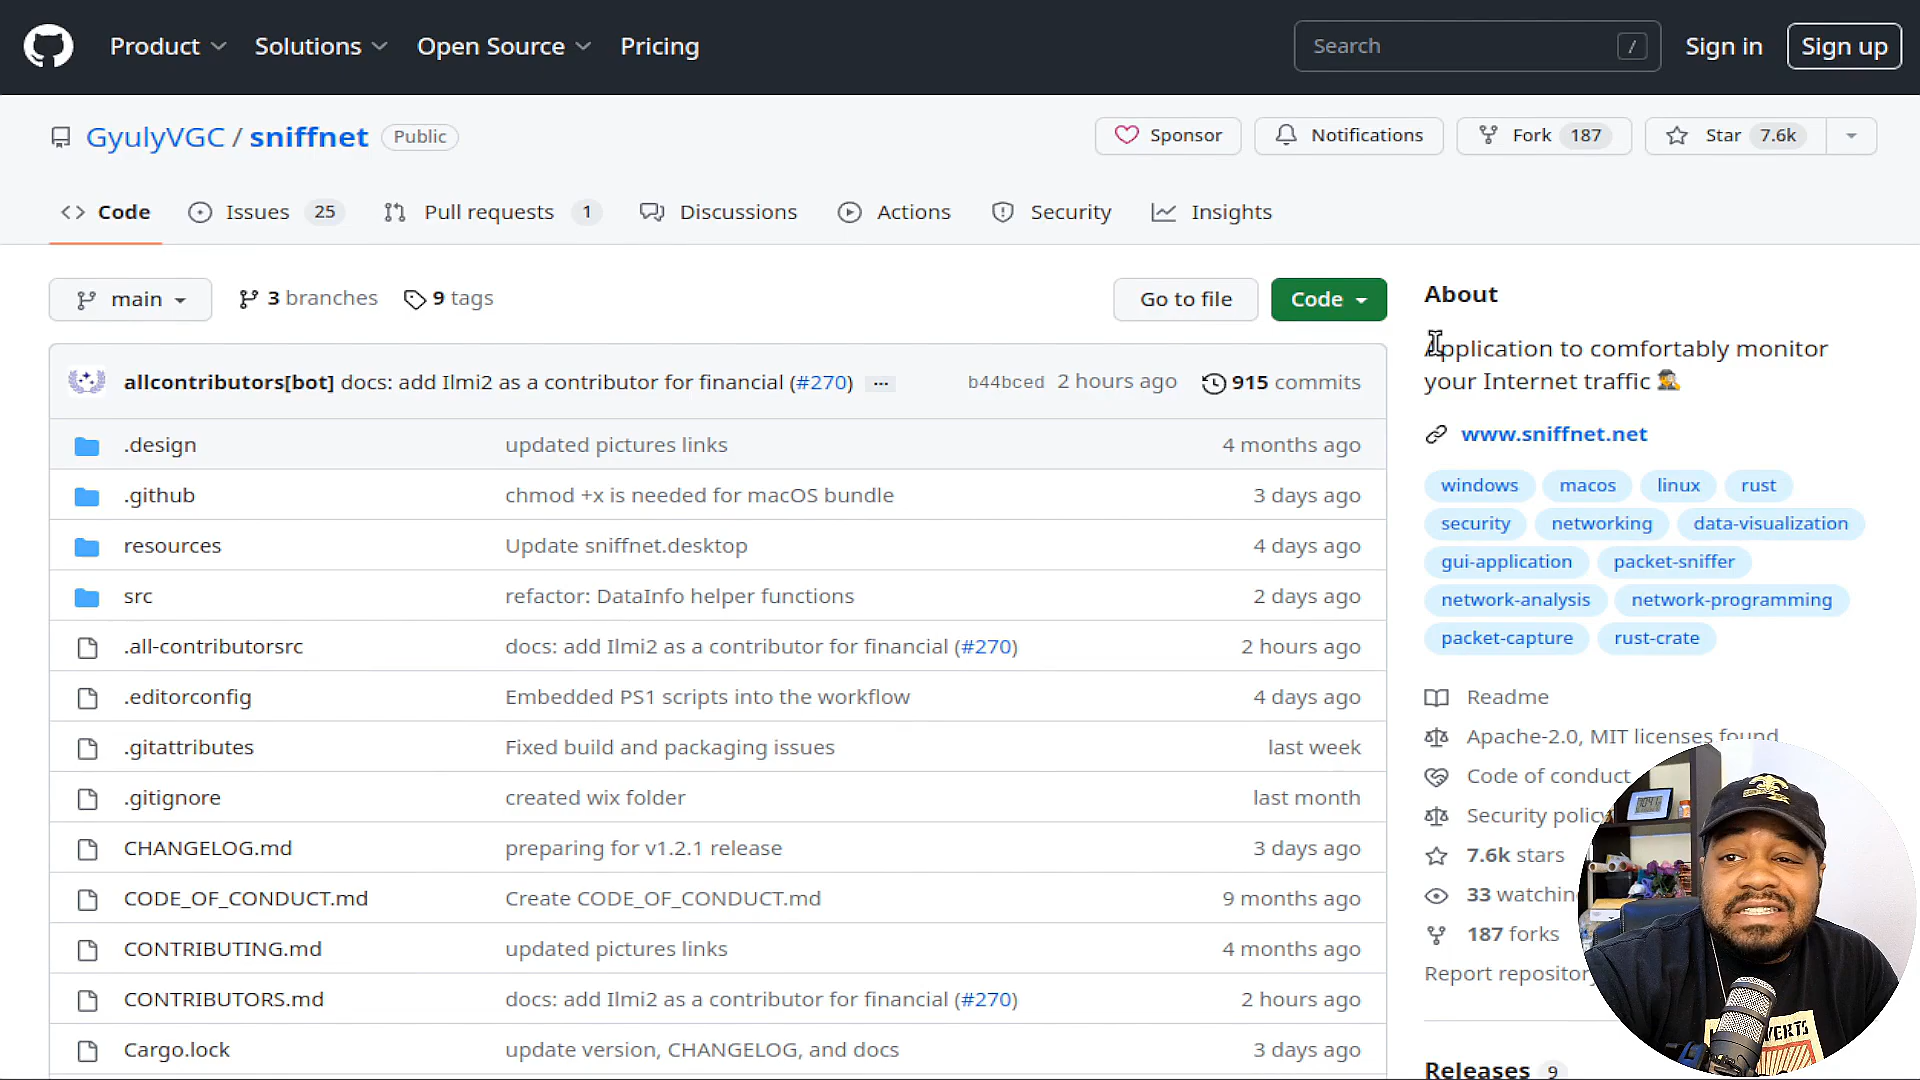 Product Solutions Open Source Pricing Search / Sign in Sign up
GyulyVGC / sniffnet Public Sponsor Notifications Fork 187 Star 7.6k
Code Issues 25 Pull requests 1 Discussions Actions Security Insights
main 3 branches 9 tags Go to file Code
allcontributors[bot] docs: add Ilmi2 as a contributor for financial (#270) ... b44bced 2 hours ago 915 commits
.design updated pictures links 4 months ago
.github chmod +x is needed for macOS bundle 3 days ago
resources Update sniffnet.desktop 4 days ago
src refactor: DataInfo helper functions 2 days ago
.all-contributorsrc docs: add Ilmi2 as a contributor for financial (#270) 2 hours ago
.editorconfig Embedded PS1 scripts into the workflow 4 days ago
.gitattributes Fixed build and packaging issues last week
.gitignore created wix folder last month
CHANGELOG.md preparing for v1.2.1 release 3 days ago
CODE_OF_CONDUCT.md Create CODE_OF_CONDUCT.md 9 months ago
CONTRIBUTING.md updated pictures links 4 months ago
CONTRIBUTORS.md docs: add Ilmi2 as a contributor for financial (#270) 2 hours ago
Cargo.lock update version, CHANGELOG, and docs 3 days ago
About
Application to comfortably monitor
your Internet traffic
www.sniffnet.net
windows macos linux rust
security networking data-visualization
gui-application packet-sniffer
network-analysis network-programming
packet-capture rust-crate
Readme
Apache-2.0, MIT licenses found
Code of conduct
Security policy
7.6k stars
33 watching
187 forks
Report repository
Releases 9